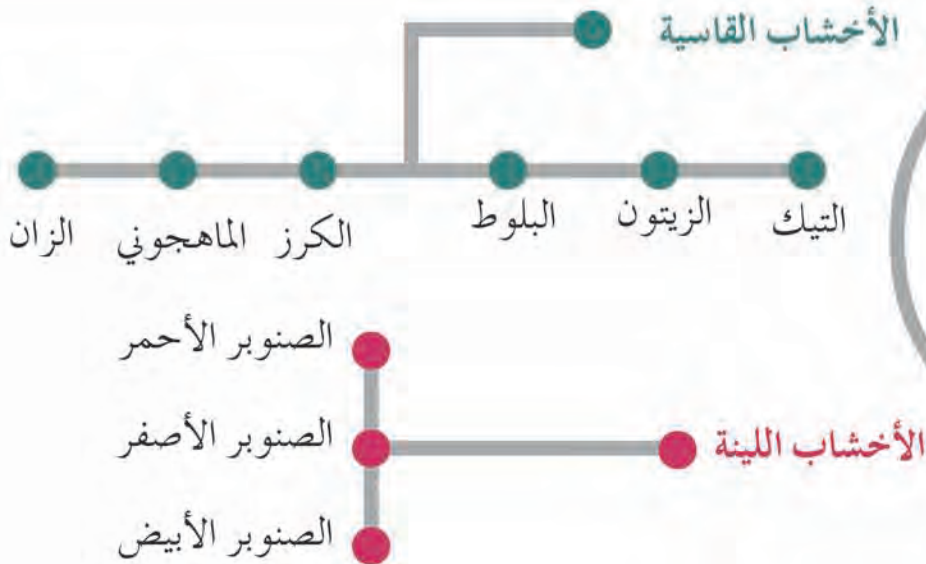 الأخشاب القاسية
التيك الزيتون البلوط الكرز الماهجوني الزان
الصنوبر الأحمر
الصنوبر الأصفر
الأخشاب اللينة
الصنوبر الأبيض